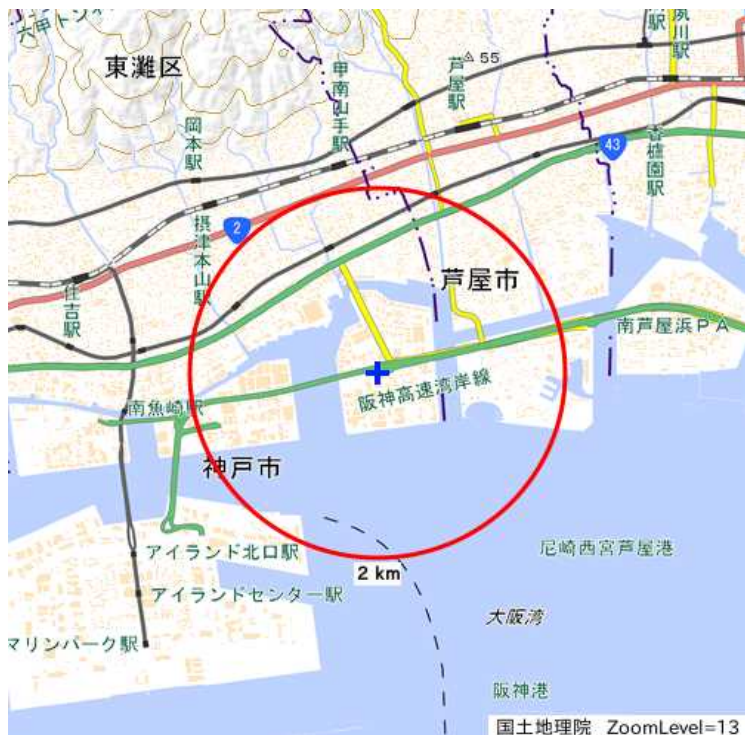 六甲トンネ
東灘区
55
夙川駅
芦屋駅
甲南山手駅
岡本駅
43
香櫨園駅
2
摂津本山駅
芦屋市
住吉駅
南芦屋浜PA
阪神高速湾岸線
南魚崎駅
神戸市
アイランド北口駅
尼崎西宮芦屋港
2 km
アイランドセンター駅
大阪湾
マリンパーク駅
阪神港
国土地理院 ZoomLevel=13